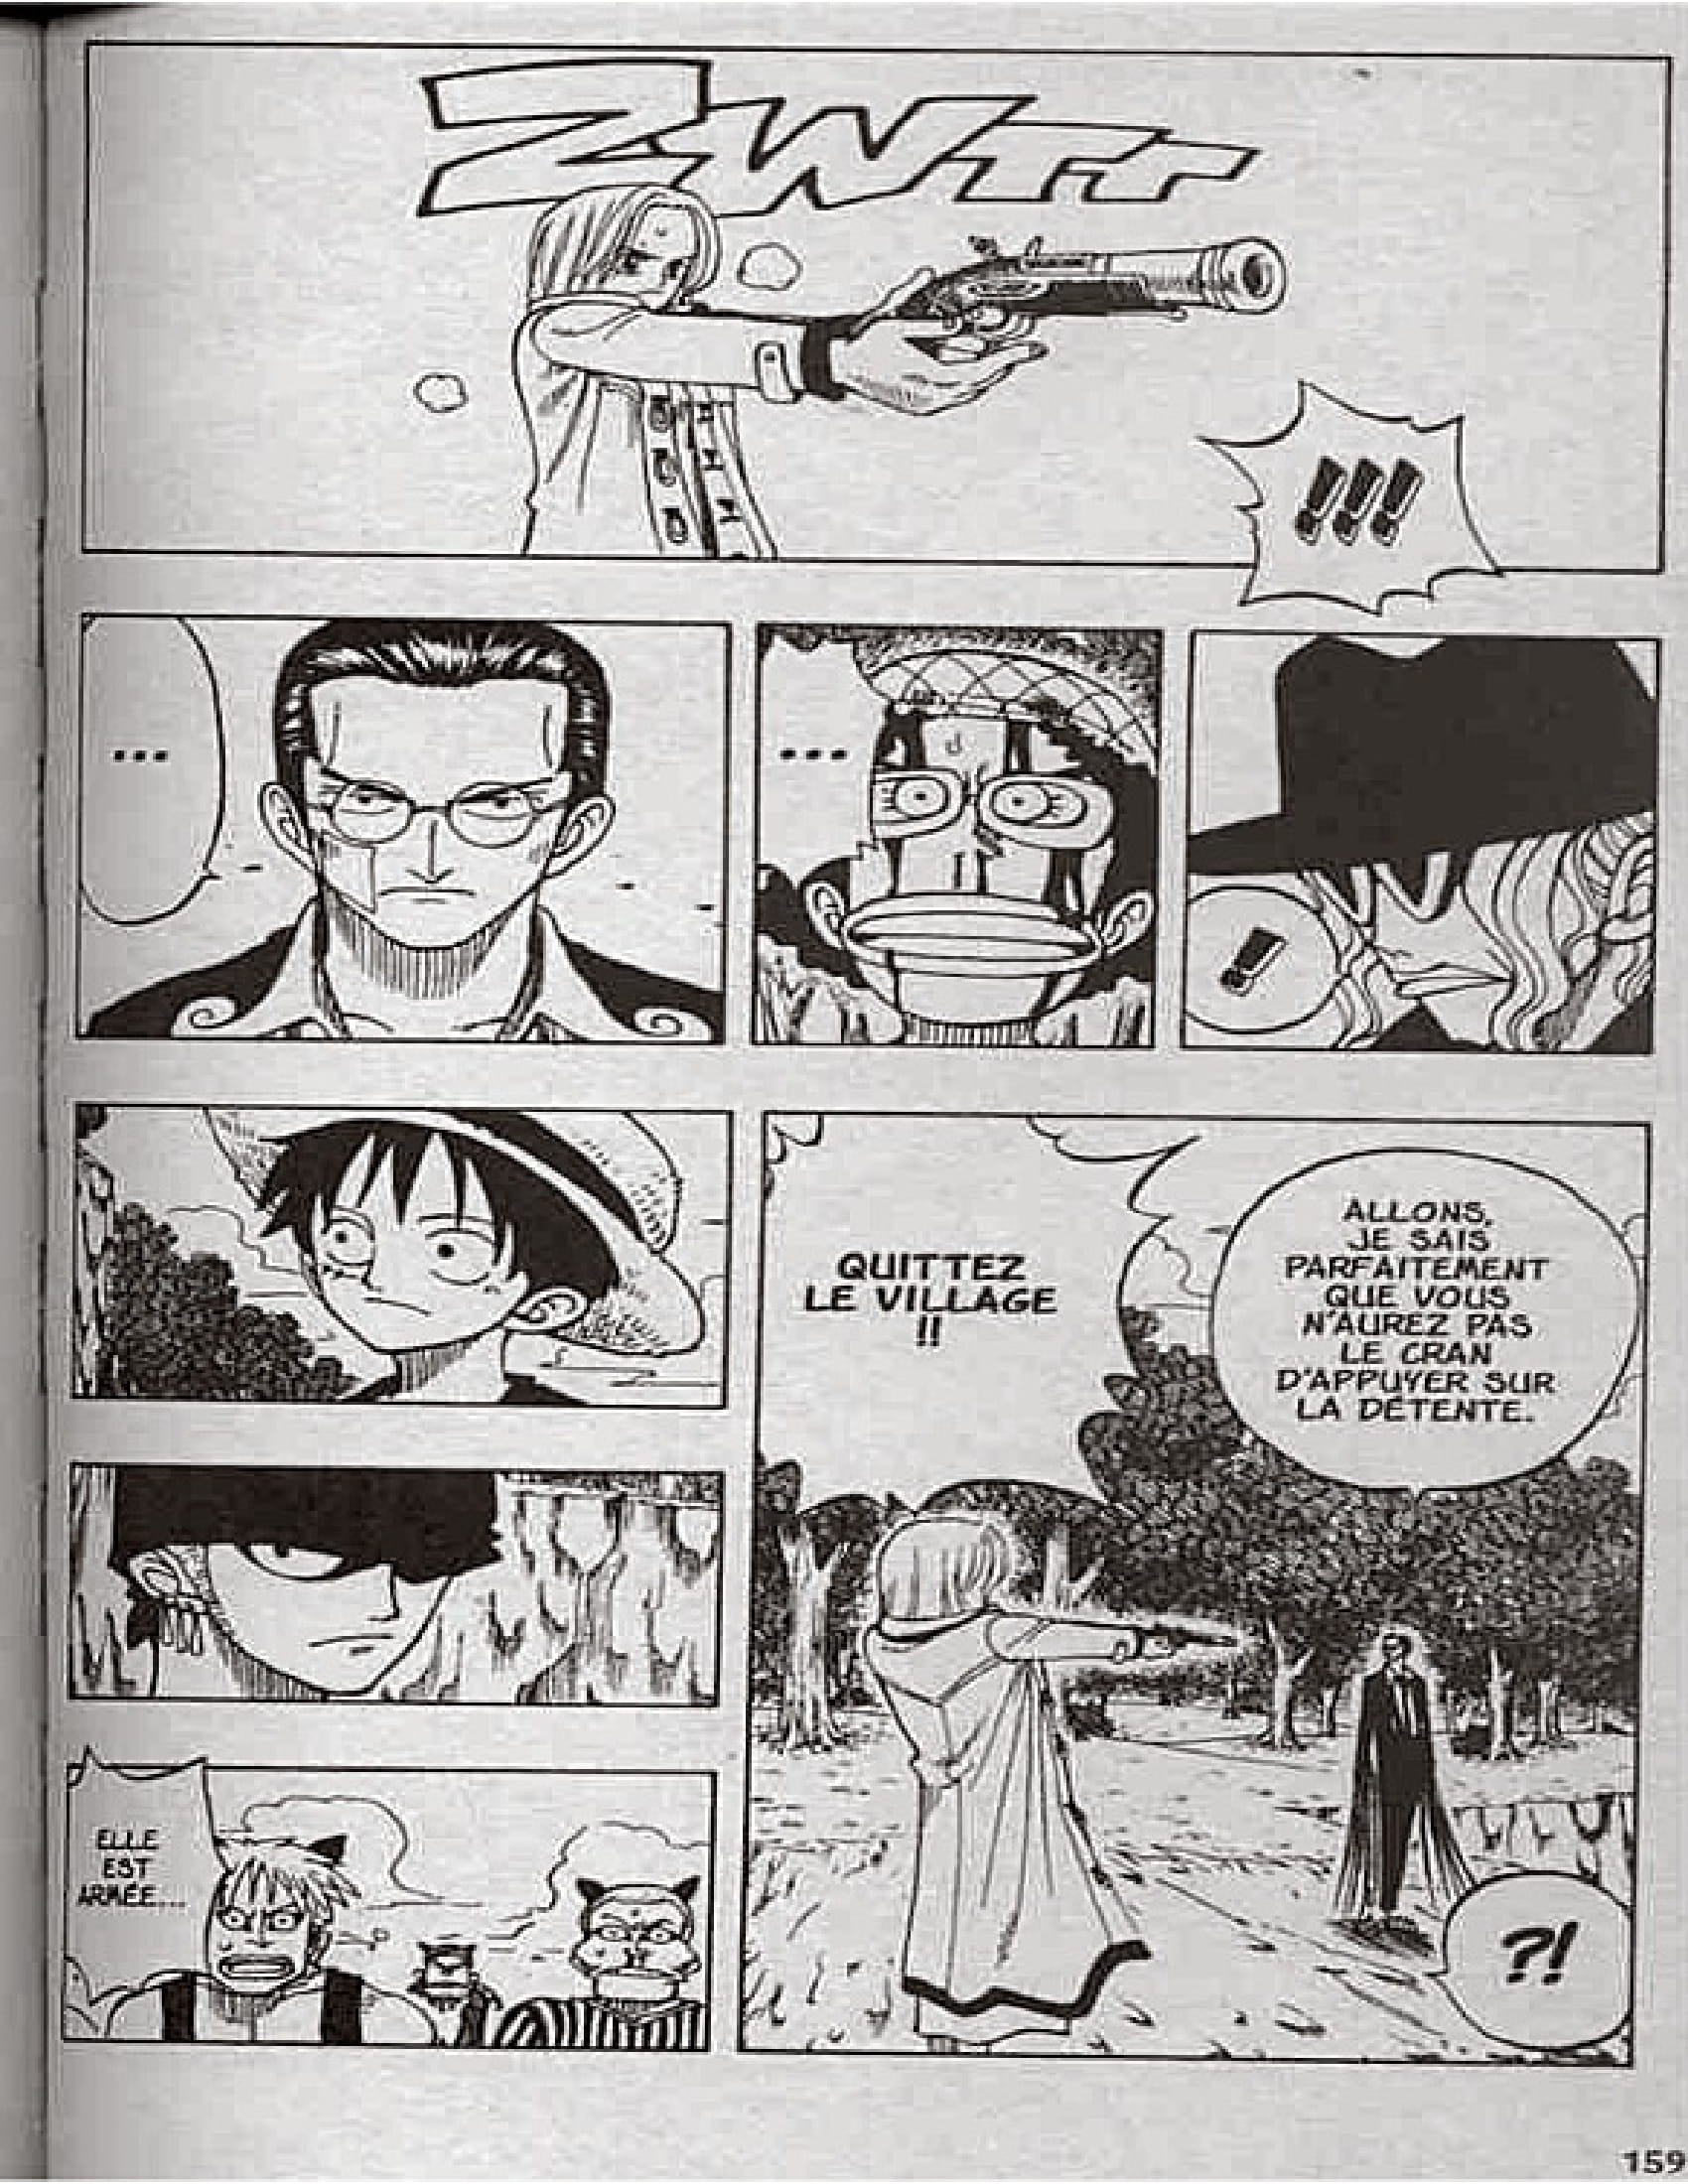 ZWTT
!!!
!
...
...
ALLONS,
JE SAIS
PARFAITEMENT
QUE VOUS
N'AUREZ PAS
LE CRAN
D'APPUYER SUR
LA DÉTENTE.
QUITTEZ
LE VILLAGE
!!
?!
ELLE
EST
ARMÉE...
159